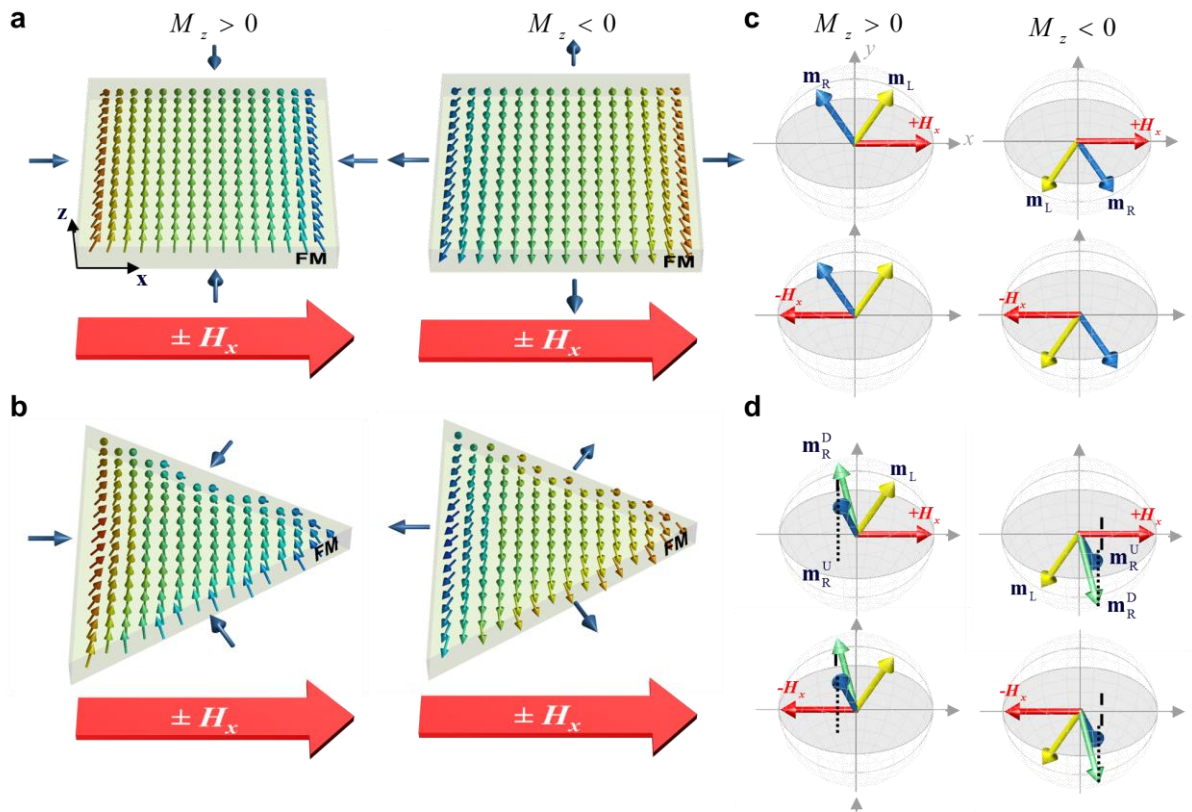 a
M_z > 0
M_z < 0
z
x
FM
FM
± H_x
± H_x
b
FM
FM
± H_x
± H_x
c
M_z > 0
M_z < 0
y
m_R
m_L
+H_x
x
+H_x
m_L
m_R
-H_x
-H_x
d
m_R^D
m_L
+H_x
m_R^U
+H_x
m_L
m_R^U
m_R^D
-H_x
-H_x